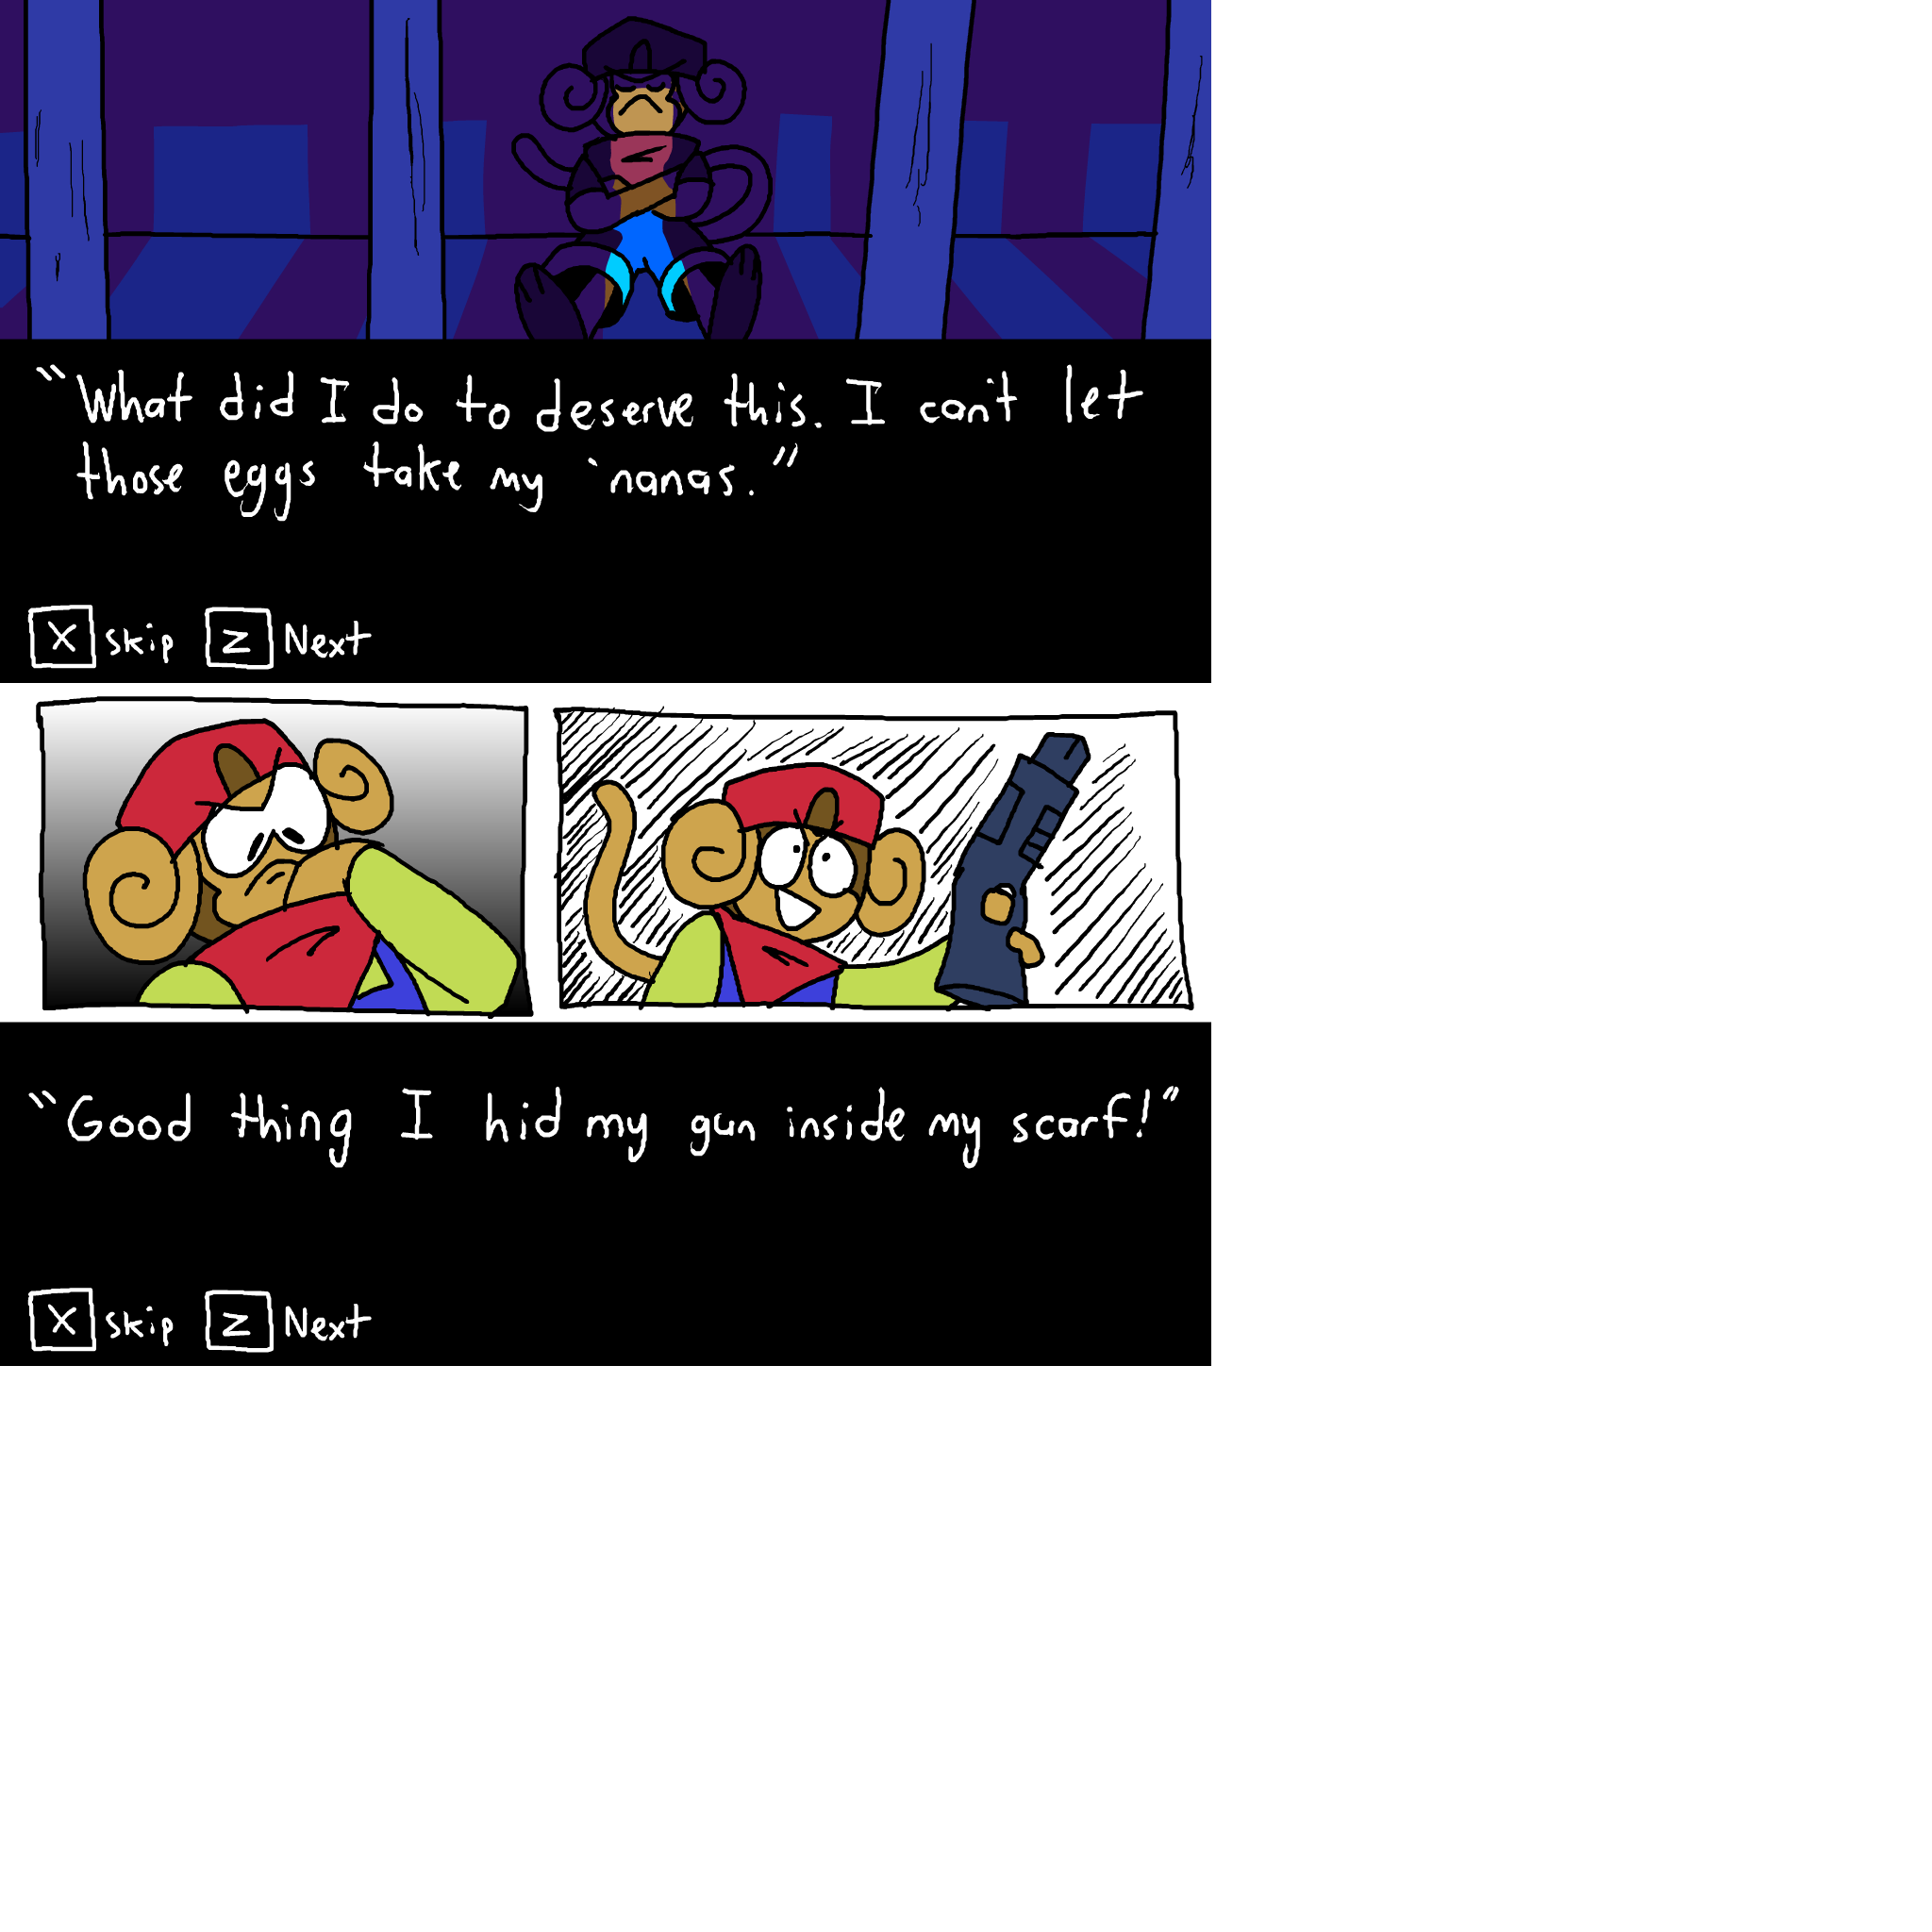 "What did I do to deserve this. I can't let
those eggs take my 'nanas."
X Skip Z Next
"Good thing I hid my gun inside my scarf!"
X Skip Z Next